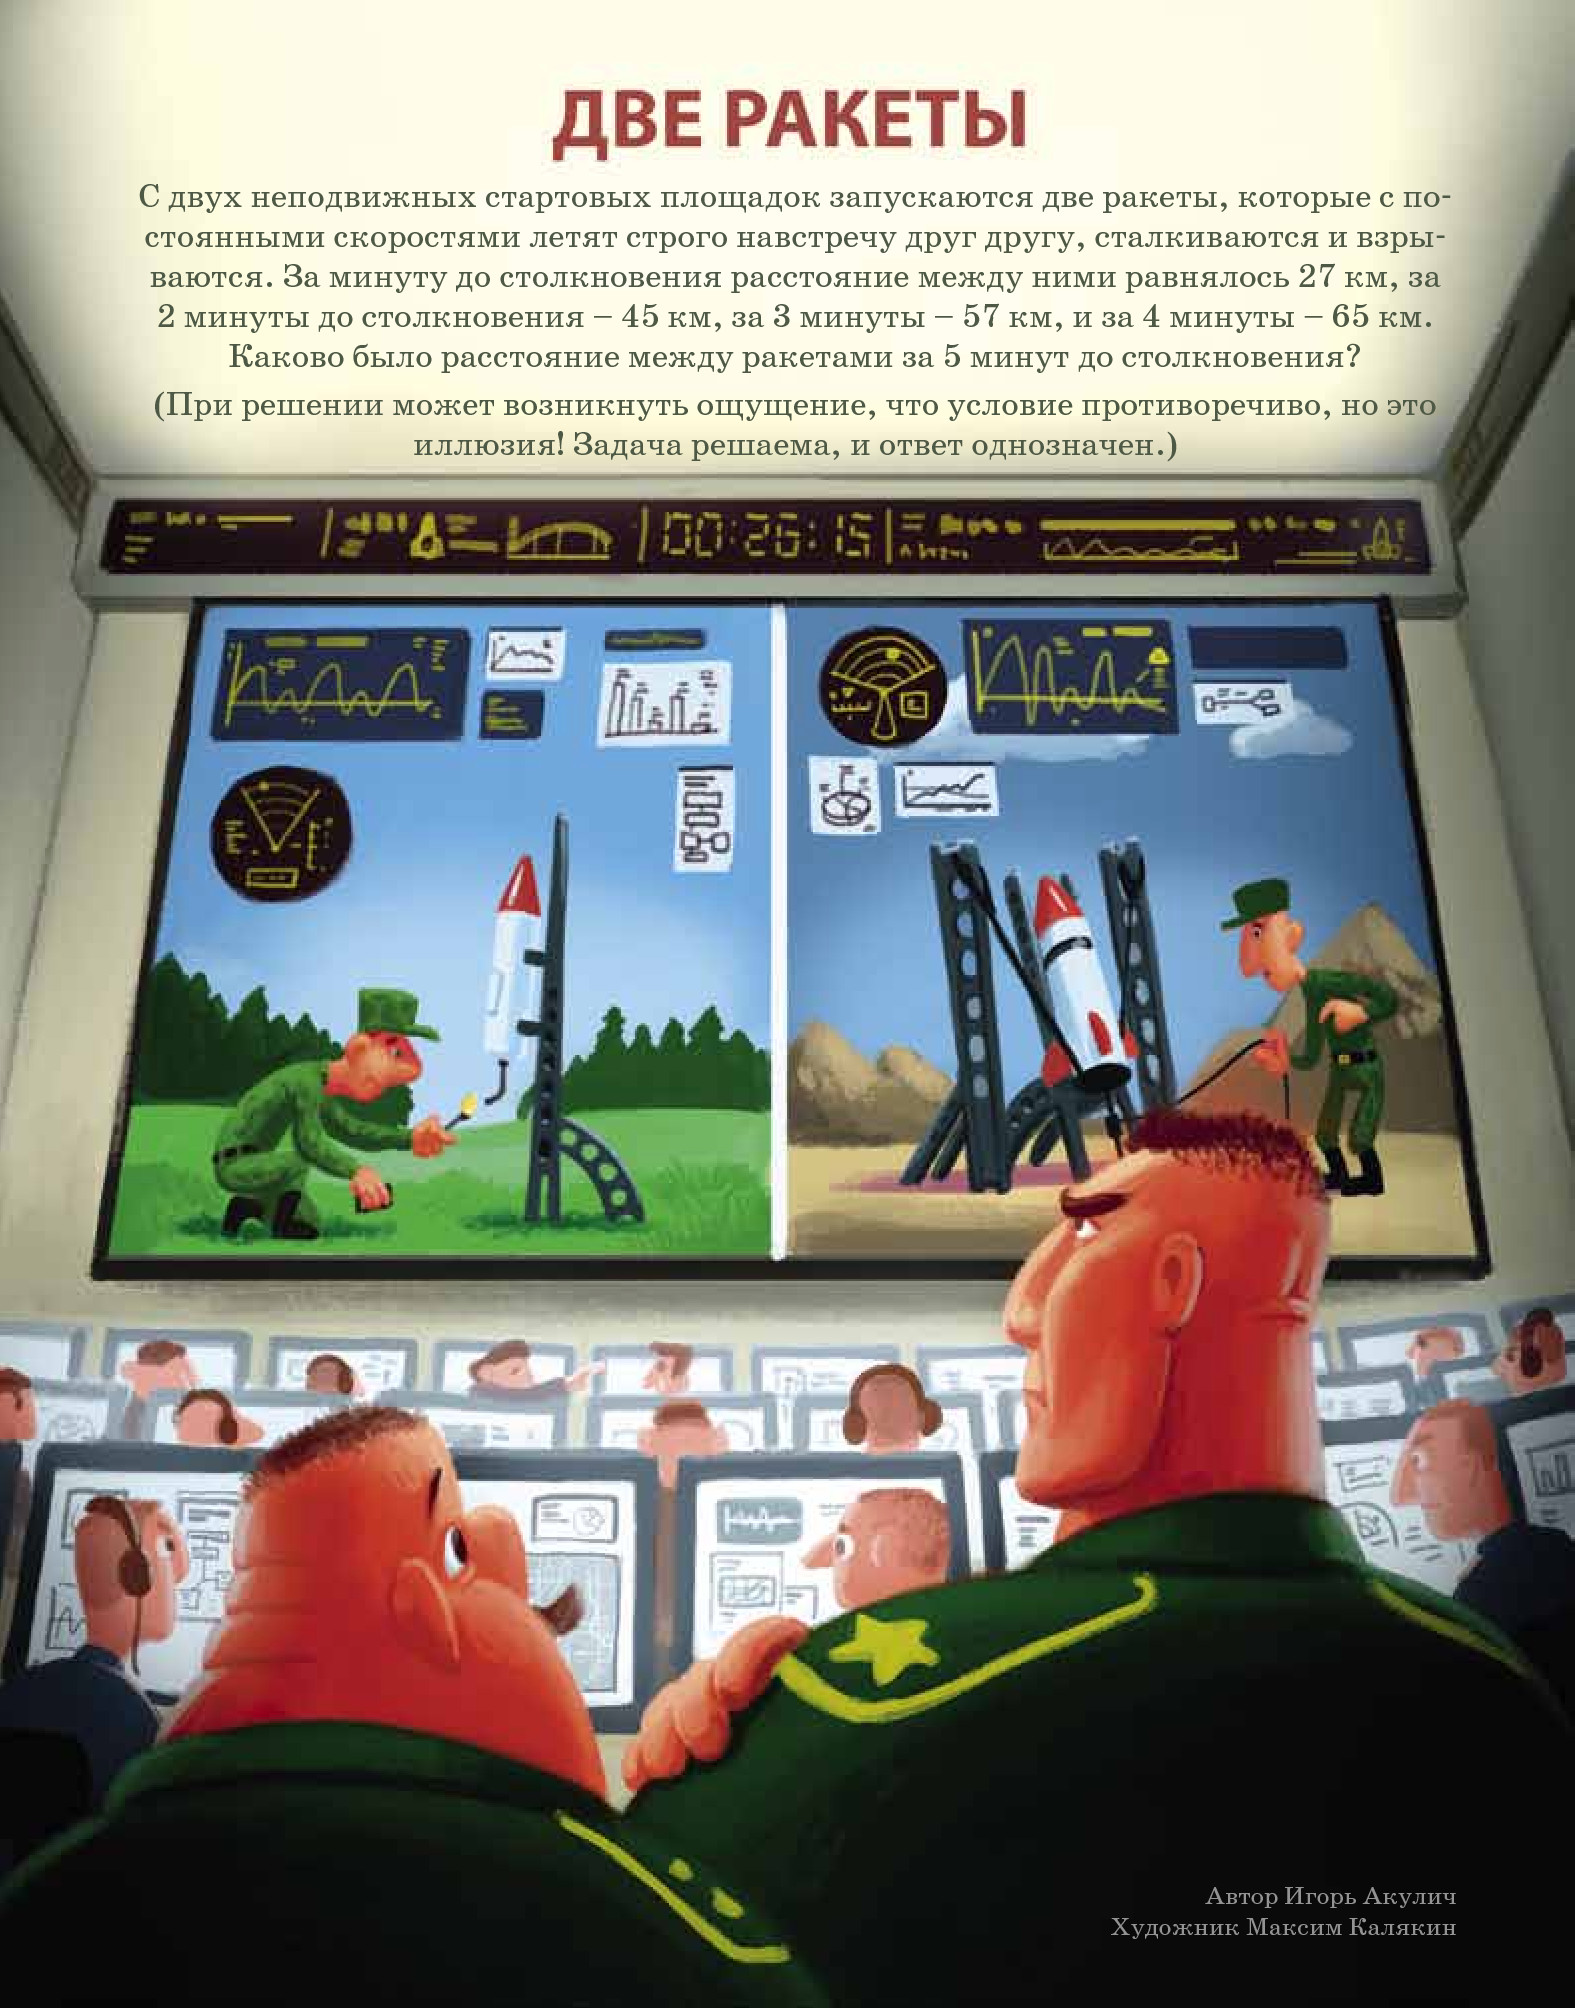 ДВЕ РАКЕТЫ
С двух неподвижных стартовых площадок запускаются две ракеты, которые с по-
стоянными скоростями летят строго навстречу друг другу, сталкиваются и взры-
ваются. За минуту до столкновения расстояние между ними равнялось 27 км, за
2 минуты до столкновения – 45 км, за 3 минуты – 57 км, и за 4 минуты – 65 км.
Каково было расстояние между ракетами за 5 минут до столкновения?
(При решении может возникнуть ощущение, что условие противоречиво, но это
иллюзия! Задача решаема, и ответ однозначен.)
00:26:15
Автор Игорь Акулич
Художник Максим Калякин